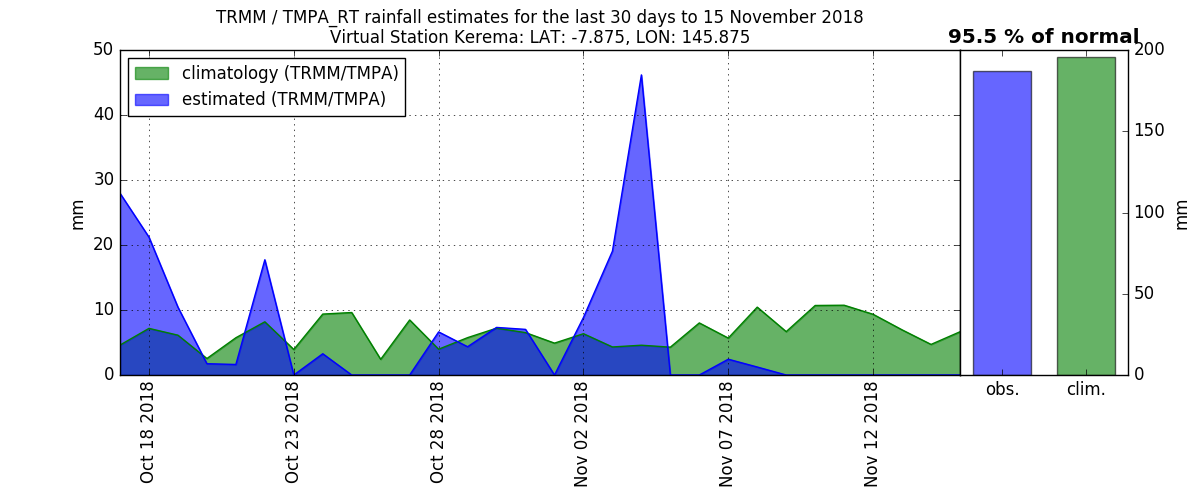 TRMM / TMPA_RT rainfall estimates for the last 30 days to 15 November 2018
Virtual Station Kerema: LAT: -7.875, LON: 145.875
95.5 % of normal
climatology (TRMM/TMPA)
estimated (TRMM/TMPA)
50
40
30
20
10
0
mm
Oct 18 2018
Oct 23 2018
Oct 28 2018
Nov 02 2018
Nov 07 2018
Nov 12 2018
obs.
clim.
200
150
100
50
0
mm